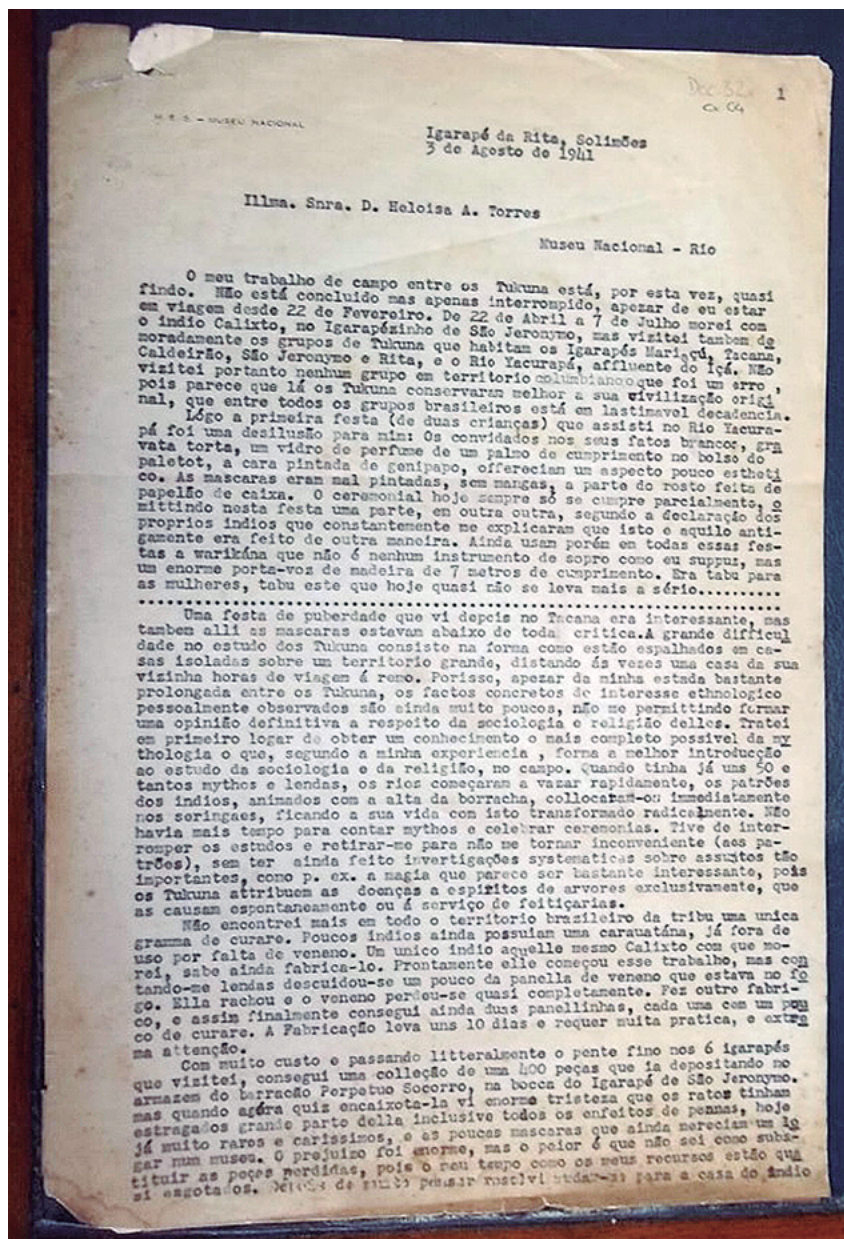 Doc 32
1
Cx 04
M. E. S. – MUSEU NACIONAL
Igarapé da Rita, Solimões
3 de Agosto de 1941
Illma. Snra. D. Heloisa A. Torres
Museu Nacional - Rio
O meu trabalho de campo entre os Tukuna está, por esta vez, quasi
findo. Não está concluido mas apenas interrompido, apezar de eu estar
em viagem desde 22 de Fevereiro. De 22 de Abril a 7 de Julho morei com
o indio Calixto, no Igarapézinho de São Jeronymo, mas visitei tambem de
moradamente os grupos de Tukuna que habitam os Igarapés Mariaçú, Tacana,
Caldeirão, São Jeronymo e Rita, e o Rio Yacurapá, affluente do Içá. Não
visitei portanto nenhum grupo em territorio columbiano que foi um erro ,
pois parece que lá os Tukuna conservaram melhor a sua civilização origi
nal, que entre todos os grupos brasileiros está em lastimavel decadencia.
Lógo a primeira festa (de duas crianças) que assisti no Rio Yacura-
pá foi uma desilusão para mim: Os convidados nos seus fatos brancos, gra
vata torta, um vidro de perfume de um palmo de cumprimento no bolso do
paletot, a cara pintada de genipapo, offereciam um aspecto pouco estheti
co. As mascaras eram mal pintadas, sem mangas, a parte do rosto feita de
papelão de caixa. O ceremonial hoje sempre só se cumpre parcialmente, o
mittindo nesta festa uma parte, em outra outra, segundo a declaração dos
proprios indios que constantemente me explicaram que isto e aquilo anti-
gamente era feito de outra maneira. Ainda usam porém em todas essas fes-
tas a warikána que não é nenhum instrumento de sopro como eu suppuz, mas
um enorme porta-voz de madeira de 7 metros de cumprimento. Era tabu para
as mulheres, tabu este que hoje quasi não se leva mais a sério..........
Uma festa de puberdade que vi depois no Tacana era interessante, mas
tambem alli as mascaras estavam abaixo de toda critica.A grande difficul
dade no estudo dos Tukuna consiste na forma como estão espalhados em ca-
sas isoladas sobre um territorio grande, distando ás vezes uma casa da sua
vizinha horas de viagem á remo. Porisso, apezar da minha estada bastante
prolongada entre os Tukuna, os factos concretos de interesse ethnologico
pessoalmente observados são ainda muito poucos, não me permittindo formar
uma opinião definitiva a respeito da sociologia e religião delles. Tratei
em primeiro logar de obter um conhecimento o mais completo possivel da my
thologia o que, segundo a minha experiencia , forma a melhor introducção
ao estudo da sociologia e da religião, no campo. Quando tinha já uns 50 e
tantos mythos e lendas, os rios começaram a vazar rapidamente, os patrões
dos indios, animados com a alta da borracha, collocaram-ou immediatamente
nos seringaes, ficando a sua vida com isto transformado radicalmente. Não
havia mais tempo para contar mythos e celebrar ceremonias. Tive de inter-
romper os estudos e retirar-me para não me tornar inconveniente (aos pa-
trões), sem ter ainda feito invertigações systematicas sobre assuntos tão
importantes, como p. ex. a magia que parece ser bastante interessante, pois
os Tukuna attribuem as doenças a espiritos de arvores exclusivamente, que
as causam espontaneamente ou á serviço de feitiçarias.
Não encontrei mais em todo o territorio brazileiro da tribu uma unica
gramma de curare. Poucos indios ainda possuiam uma carauatána, já fora de
uso por falta de veneno. Um unico indio aquelle mesmo Calixto com que mo-
rei, sabe ainda fabrica-lo. Prontamente elle começou esse trabalho, mas con
tando-me lendas descuidou-se um pouco da panella de veneno que estava no fo
go. Ella rachou e o veneno perdeu-se quasi completamente. Fez outro fabri-
co, e assim finalmente consegui ainda duas panellinhas, cada uma com um pou
co de curare. A Fabricação leva uns 10 dias e requer muita pratica, e extre
ma attenção.
Com muito custo e passando litteralmente o pente fino nos 6 igarapés
que visitei, consegui uma colleção de uma 400 peças que ia depositando no
armazem do barracão Perpetuo Socorro, na bocca do Igarapé de São Jeronymo.
mas quando agóra quis encaixota-la vi enorme tristeza que os ratos tinham
estragados grande parte della inclusive todos os enfeitos de pennas, hoje
já muito raros e carissimos, e as poucas mascaras que ainda mereciam um lo
gar num museu. O prejuizo foi enorme, mas o peior é que não sei como subs-
tituir as peças perdidas, pois o meu tempo como os meus recursos estão qua
si esgotados. Depois de muito pensar resolvi mudar-me para a casa do indio